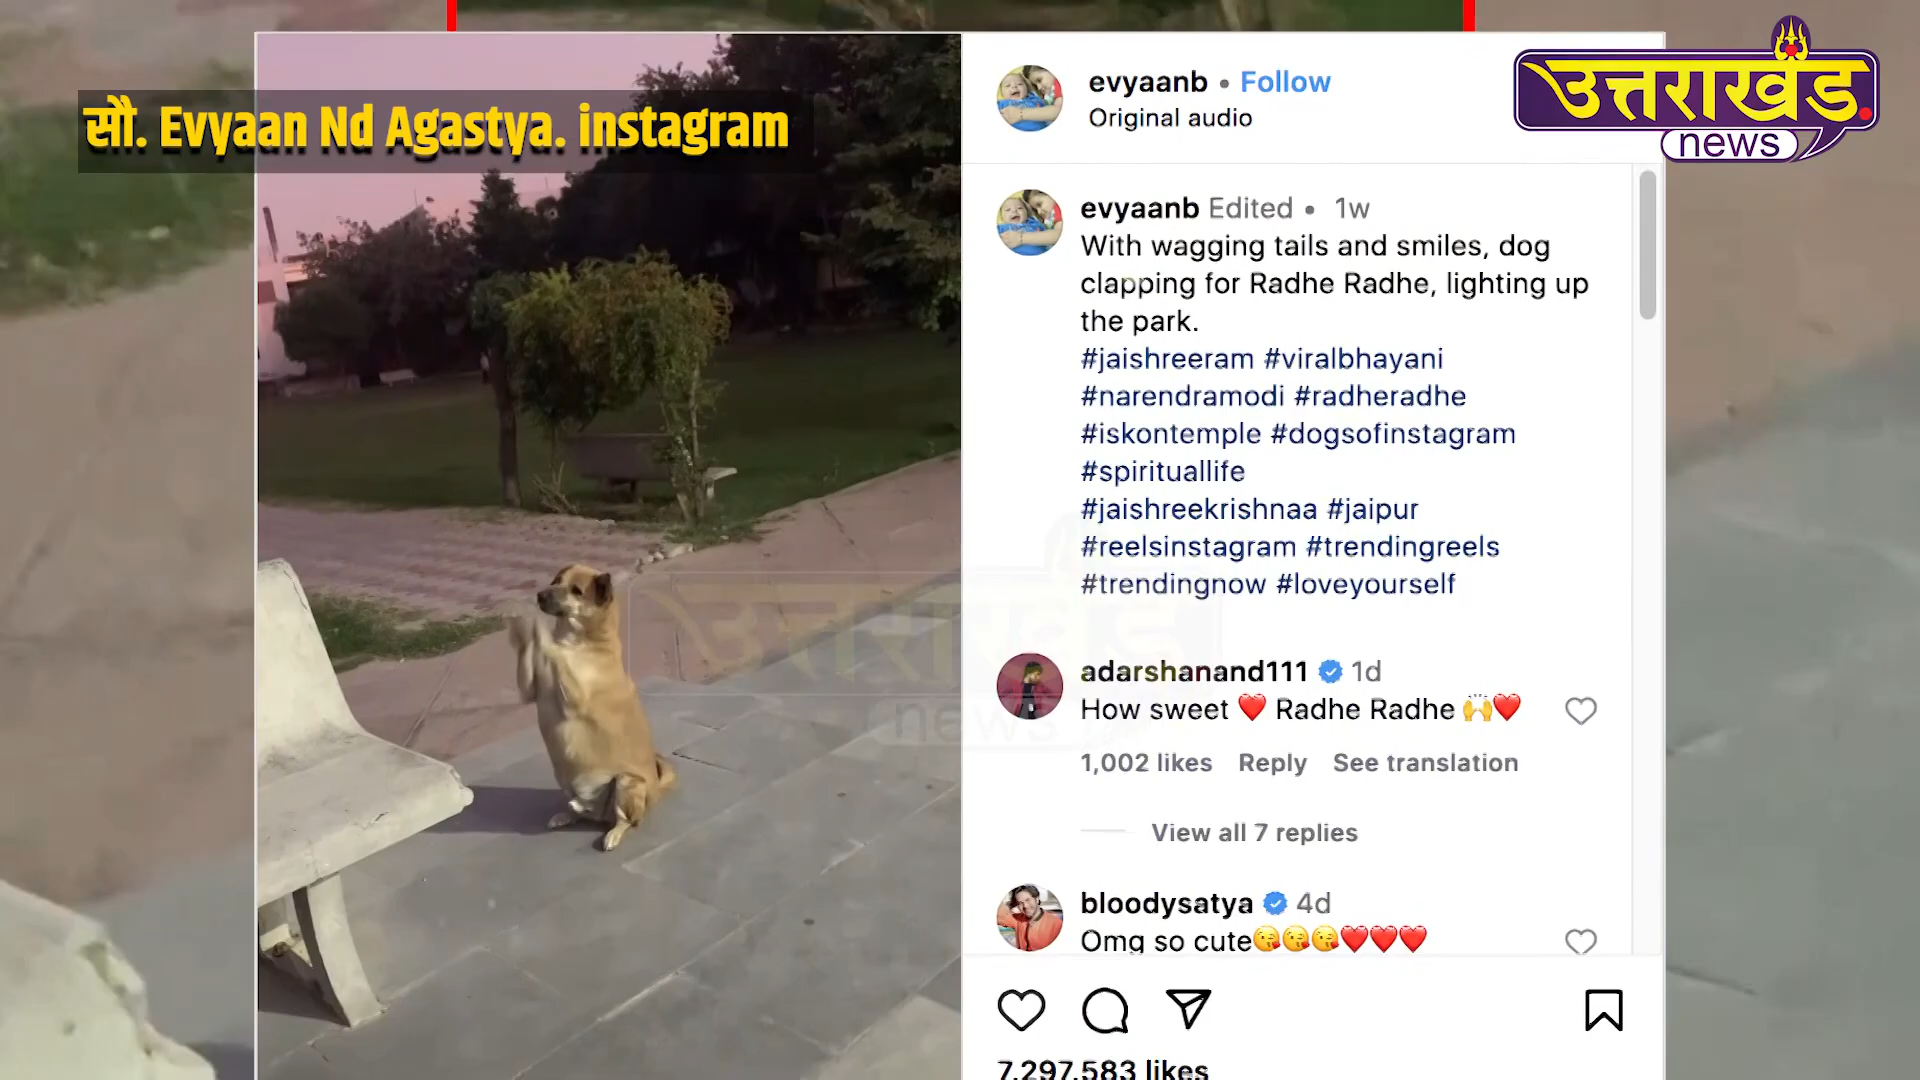 सौ. Evyaan Nd Agastya. instagram
उत्तराखंड
news
evyaanb • Follow
Original audio
evyaanb Edited • 1w
With wagging tails and smiles, dog
clapping for Radhe Radhe, lighting up
the park.
#jaishreeram #viralbhayani
#narendramodi #radheradhe
#iskontemple #dogsofinstagram
#spirituallife
#jaishreekrishnaa #jaipur
#reelsinstagram #trendingreels
#trendingnow #loveyourself
adarshanand111 1d
How sweet ❤️ Radhe Radhe 🙌❤️
1,002 likes Reply See translation
View all 7 replies
bloodysatya 4d
Omg so cute😘😘😘❤️❤️❤️
7,297,583 likes
उत्तराखंड
news